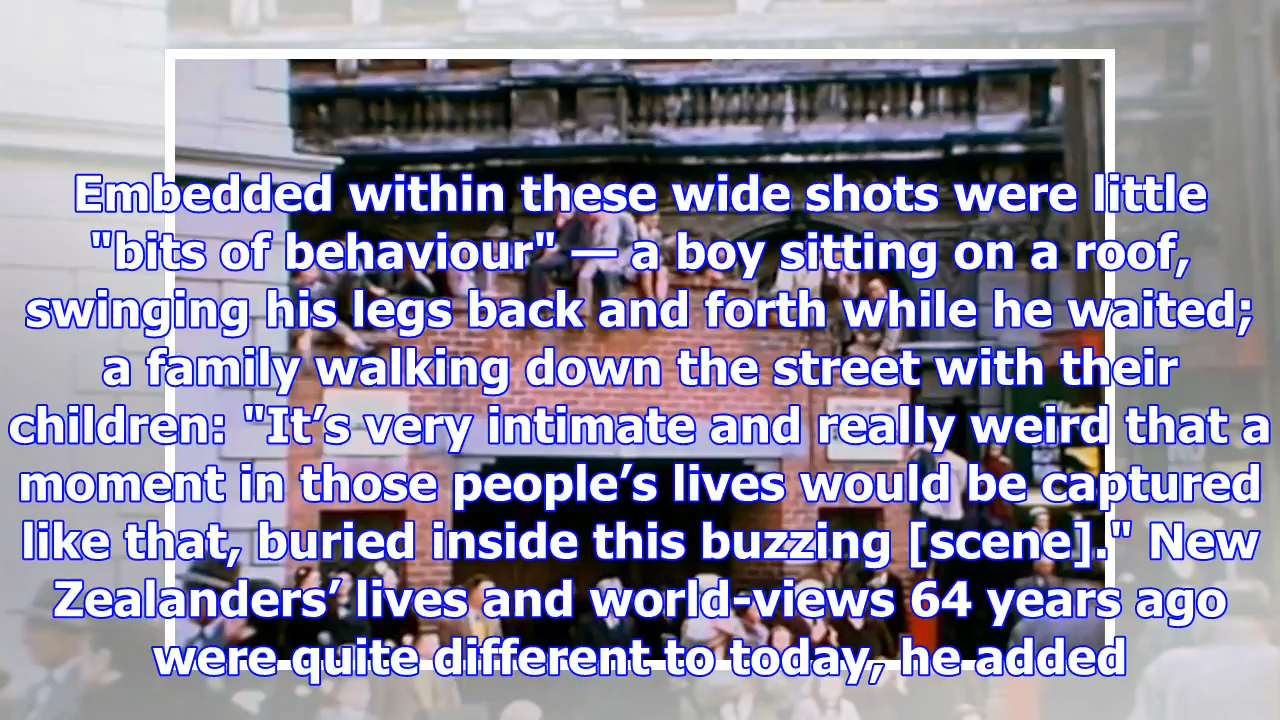 Embedded within these wide shots were little
"bits of behaviour" — a boy sitting on a roof,
swinging his legs back and forth while he waited;
a family walking down the street with their
children: "It’s very intimate and really weird that a
moment in those people’s lives would be captured
like that, buried inside this buzzing [scene]." New
Zealanders’ lives and world-views 64 years ago
were quite different to today, he added